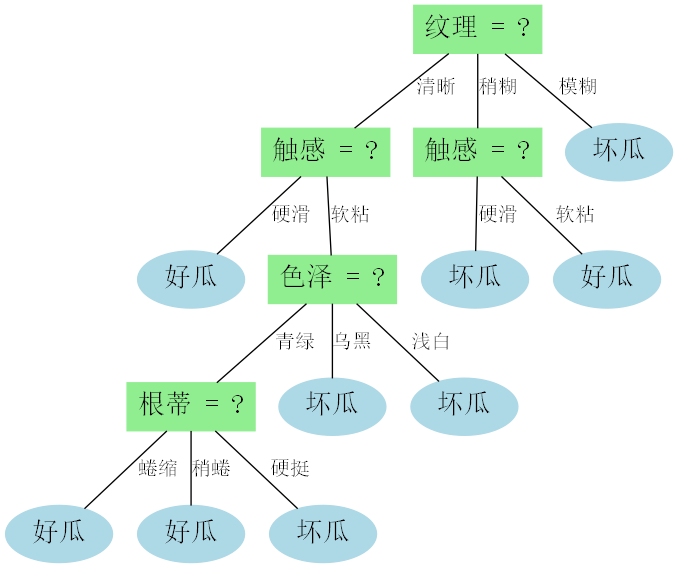 纹理 = ?
清晰 稍糊 模糊
触感 = ? 触感 = ? 坏瓜
硬滑 软粘 硬滑 软粘
好瓜 色泽 = ? 坏瓜 好瓜
青绿 乌黑 浅白
根蒂 = ? 坏瓜 坏瓜
蜷缩 稍蜷 硬挺
好瓜 好瓜 坏瓜